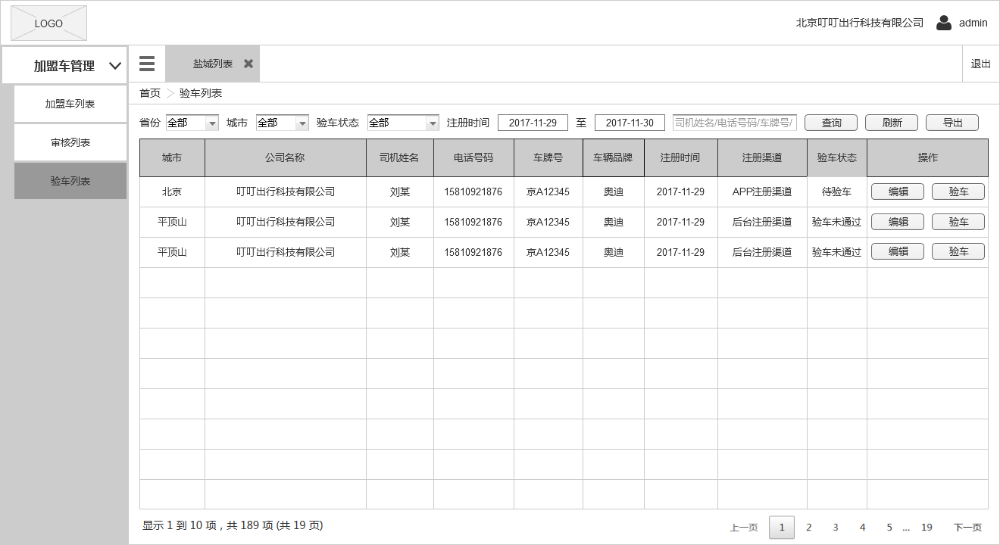 LOGO
北京叮叮出行科技有限公司 admin
加盟车管理
盐城列表
退出
加盟车列表
审核列表
验车列表
首页 验车列表
省份 全部 城市 全部 验车状态 全部 注册时间 2017-11-29 至 2017-11-30 司机姓名/电话号码/车牌号/ 查询 刷新 导出
城市 公司名称 司机姓名 电话号码 车牌号 车辆品牌 注册时间 注册渠道 验车状态 操作
北京 叮叮出行科技有限公司 刘某 15810921876 京A12345 奥迪 2017-11-29 APP注册渠道 待验车 编辑 验车
平顶山 叮叮出行科技有限公司 刘某 15810921876 京A12345 奥迪 2017-11-29 后台注册渠道 验车未通过 编辑 验车
平顶山 叮叮出行科技有限公司 刘某 15810921876 京A12345 奥迪 2017-11-29 后台注册渠道 验车未通过 编辑 验车
显示 1 到 10 项，共 189 项 (共 19 页)
上一页 1 2 3 4 5 ... 19 下一页